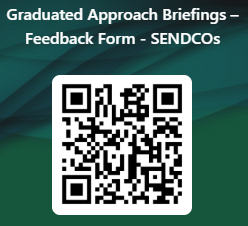 Graduated Approach Briefings –
Feedback Form - SENDCOs